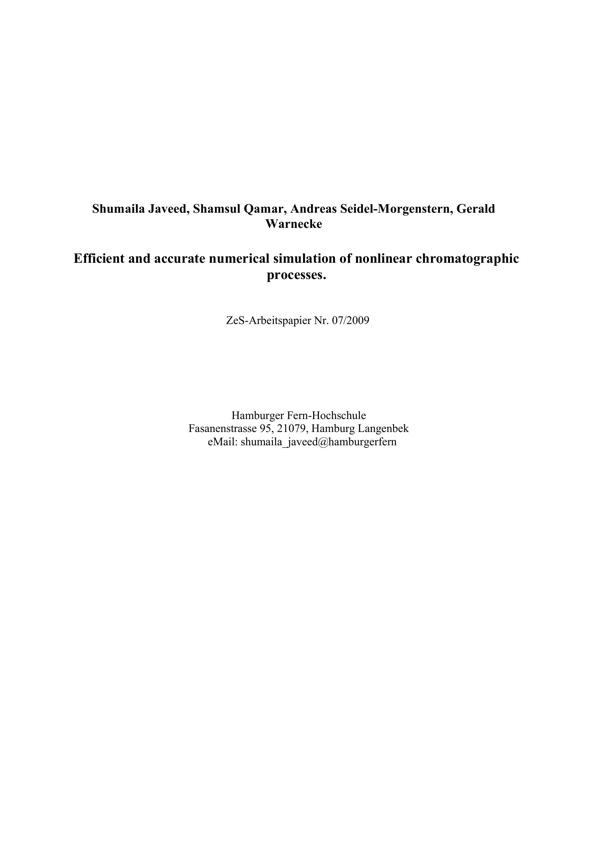 Shumaila Javeed, Shamsul Qamar, Andreas Seidel-Morgenstern, Gerald
Warnecke
Efficient and accurate numerical simulation of nonlinear chromatographic
processes.
ZeS-Arbeitspapier Nr. 07/2009
Hamburger Fern-Hochschule
Fasanenstrasse 95, 21079, Hamburg Langenbek
eMail: shumaila_javeed@hamburgerfern